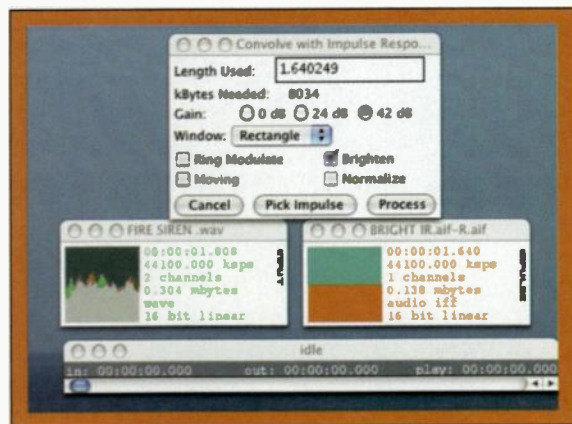 Convolve with Impulse Respo...
Length Used: 1.640249
kBytes Needed: 8034
Gain: 0 dB 24 dB 42 dB
Window: Rectangle
Ring Modulate Brighten
Moving Normalize
Cancel Pick Impulse Process
FIRE SIREN .wav
00:00:01.808
44100.000 ksps
2 channels
0.304 mbytes
wave
16 bit linear
INPUT
BRIGHT IR.aif-R.aif
00:00:01.640
44100.000 ksps
1 channels
0.138 mbytes
audio iff
16 bit linear
IMPULSE
idle
in: 00:00:00.000 out: 00:00:00.000 play: 00:00:00.000